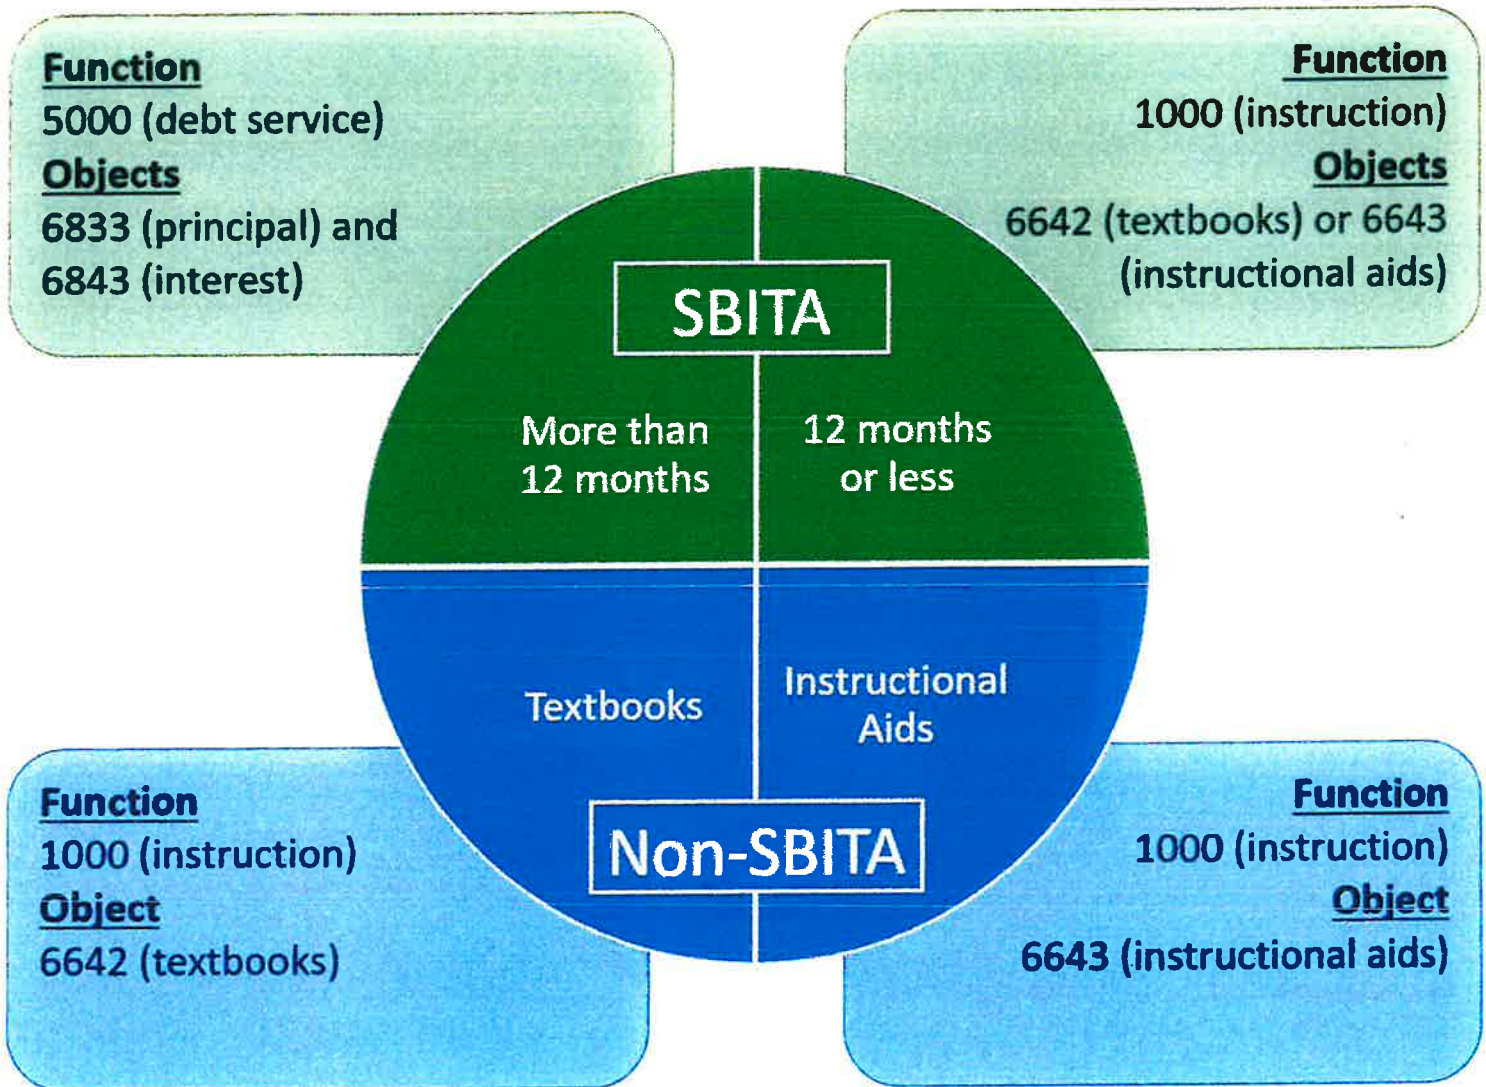 Function
5000 (debt service)
Objects
6833 (principal) and
6843 (interest)
Function
1000 (instruction)
Objects
6642 (textbooks) or 6643
(instructional aids)
SBITA
More than
12 months
12 months
or less
Textbooks
Instructional
Aids
Non-SBITA
Function
1000 (instruction)
Object
6642 (textbooks)
Function
1000 (instruction)
Object
6643 (instructional aids)